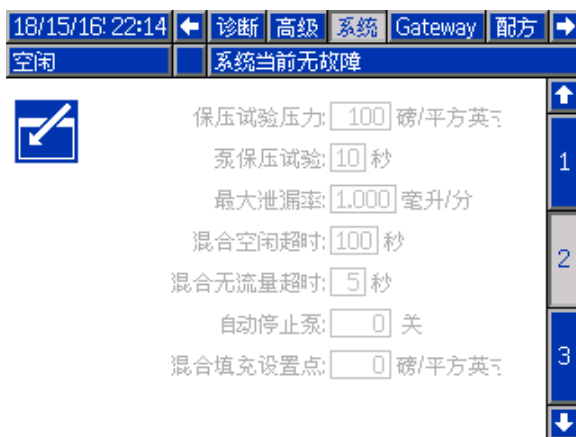 18/15/16 22:14 诊断 高级 系统 Gateway 配方
空闲 系统当前无故障
保压试验压力: 100 磅/平方英寸
泵保压试验: 10 秒
最大泄漏率: 1.000 毫升/分
混合空闲超时: 100 秒
混合无流量超时: 5 秒
自动停止泵: 0 关
混合填充设置点: 0 磅/平方英寸
1
2
3